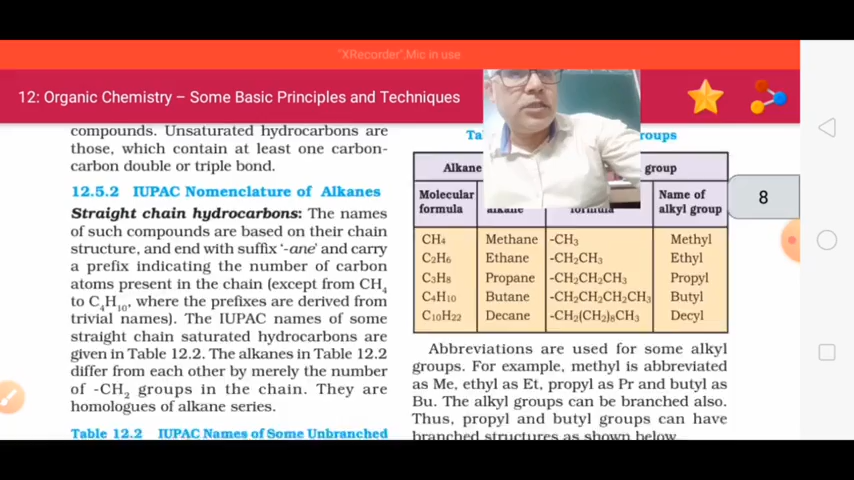 "XRecorder".Mic in use
12: Organic Chemistry – Some Basic Principles and Techniques
compounds. Unsaturated hydrocarbons are
those, which contain at least one carbon-
carbon double or triple bond.
12.5.2 IUPAC Nomenclature of Alkanes
Straight chain hydrocarbons: The names
of such compounds are based on their chain
structure, and end with suffix '-ane' and carry
a prefix indicating the number of carbon
atoms present in the chain (except from CH₄
to C₄H₁₀, where the prefixes are derived from
trivial names). The IUPAC names of some
straight chain saturated hydrocarbons are
given in Table 12.2. The alkanes in Table 12.2
differ from each other by merely the number
of -CH₂ groups in the chain. They are
homologues of alkane series.
Table 12.2 IUPAC Names of Some Unbranched
Alkane group
Molecular formula alkane formula Name of alkyl group
CH₄ Methane -CH₃ Methyl
C₂H₆ Ethane -CH₂CH₃ Ethyl
C₃H₈ Propane -CH₂CH₂CH₃ Propyl
C₄H₁₀ Butane -CH₂CH₂CH₂CH₃ Butyl
C₁₀H₂₂ Decane -CH₂(CH₂)₈CH₃ Decyl
Abbreviations are used for some alkyl
groups. For example, methyl is abbreviated
as Me, ethyl as Et, propyl as Pr and butyl as
Bu. The alkyl groups can be branched also.
Thus, propyl and butyl groups can have
branched structures as shown below.
8